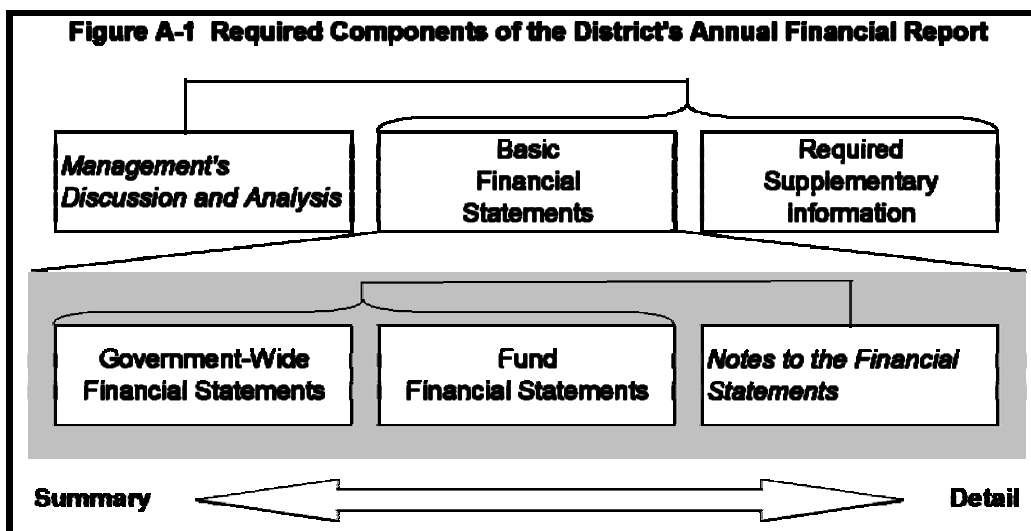 Figure A-1 Required Components of the District's Annual Financial Report
Management's
Discussion and Analysis
Basic
Financial
Statements
Required
Supplementary
Information
Government-Wide
Financial Statements
Fund
Financial Statements
Notes to the Financial
Statements
Summary
Detail